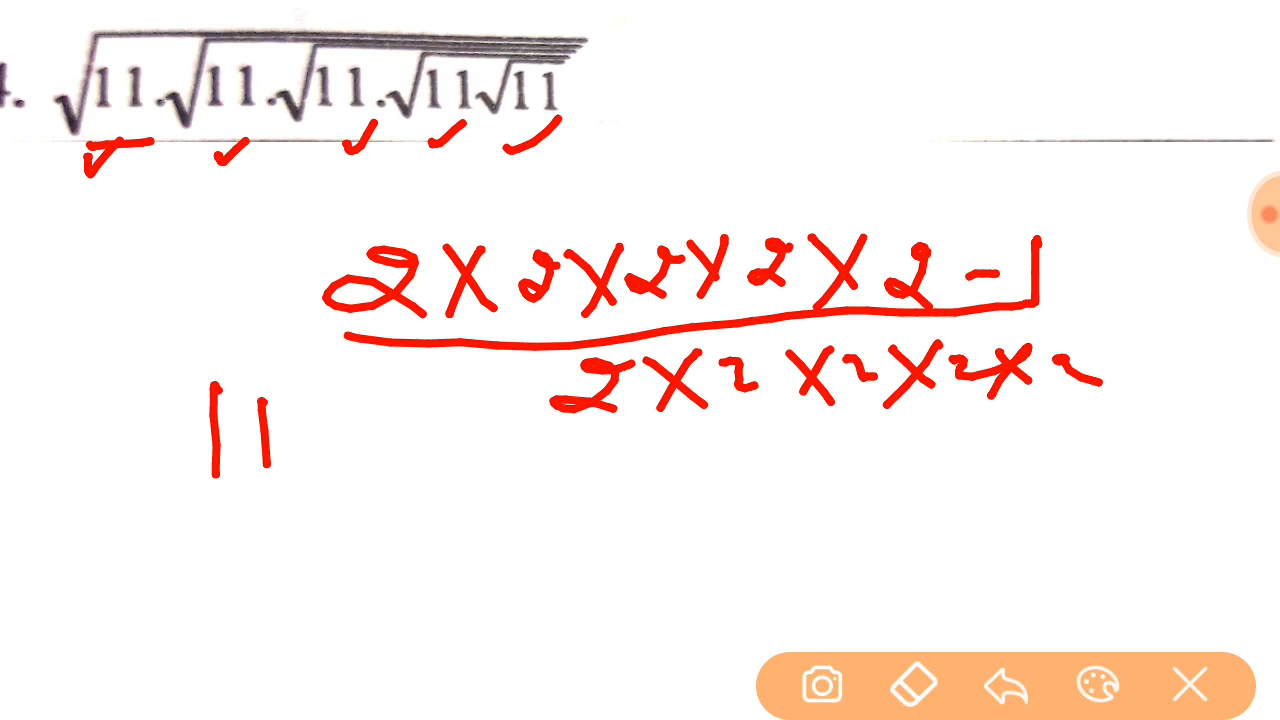 4. √11.√11.√11.√11√11
2 X 2 X 2 X 2 X 2 - 1
2 X 2 X 2 X 2 X 2
11